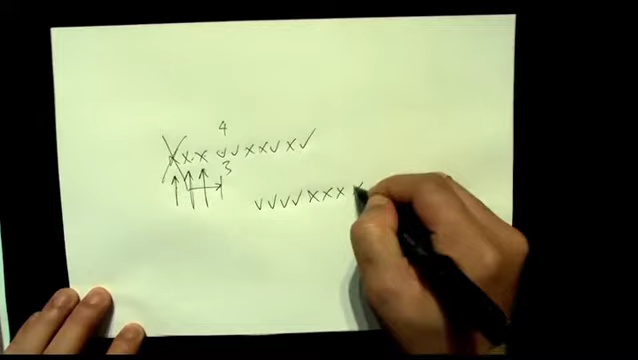 4
X x x v v x x v x ✓
3
v v v v x x x